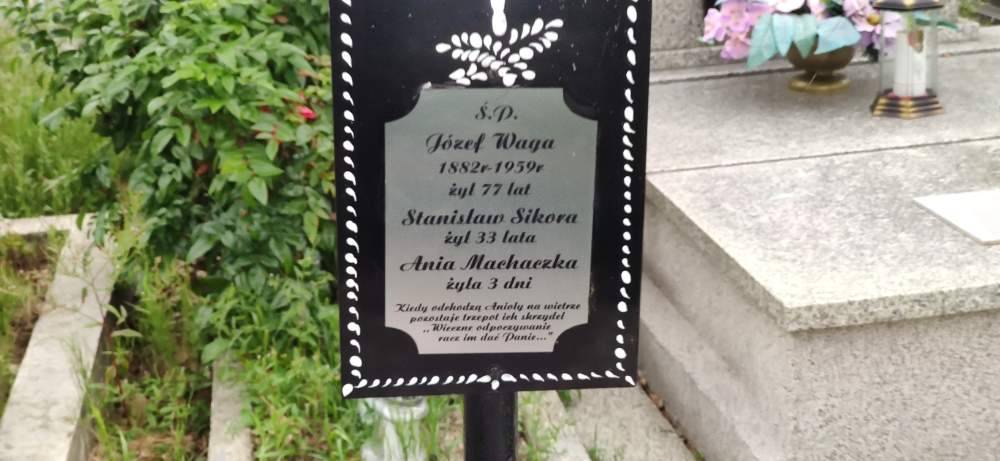 Ś.P.
Józef Waga
1882r-1959r
żył 77 lat
Stanisław Sikora
żył 33 lata
Ania Machaczka
żyła 3 dni
Kiedy odchodzą Anioły na wietrze
pozostaje trzepot ich skrzydeł
,,Wieczne odpoczywanie
racz im dać Panie..."